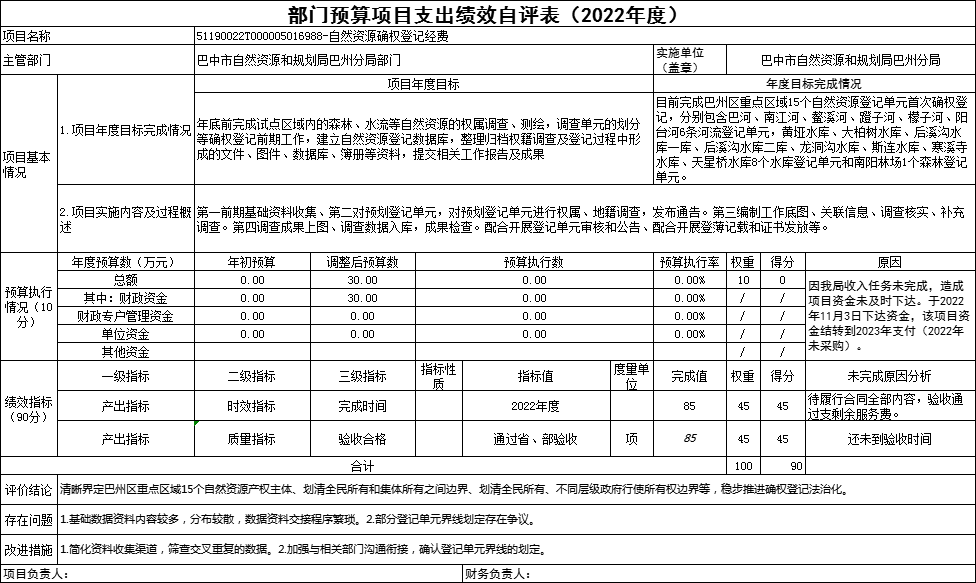 部门预算项目支出绩效自评表（2022年度）
项目名称 51190022T000005016988-自然资源确权登记经费
主管部门 巴中市自然资源和规划局巴州分局部门 实施单位（盖章） 巴中市自然资源和规划局巴州分局
项目基本情况
项目年度目标 年度目标完成情况
1.项目年度目标完成情况
年底前完成试点区域内的森林、水流等自然资源的权属调查、测绘，调查单元的划分
等确权登记前期工作，建立自然资源登记数据库，整理归档权籍调查及登记过程中形
成的文件、图件、数据库、簿册等资料，提交相关工作报告及成果
目前完成巴州区重点区域15个自然资源登记单元首次确权登
记，分别包含巴河、南江河、鳌溪河、蹬子河、檬子河、阳
台河6条河流登记单元，黄垭水库、大柏树水库、后溪沟水
库一库、后溪沟水库二库、龙洞沟水库、斯连水库、寒溪寺
水库、天星桥水库8个水库登记单元和南阳林场1个森林登记
单元。
2.项目实施内容及过程概述
第一前期基础资料收集、第二对预划登记单元，对预划登记单元进行权属、地籍调查，发布通告。第三编制工作底图、关联信息、调查核实、补充
调查。第四调查成果上图、调查数据入库，成果检查。配合开展登记单元审核和公告、配合开展登簿记载和证书发放等。
预算执行情况（10分）
年度预算数（万元） 年初预算 调整后预算数 预算执行数 预算执行率 权重 得分 原因
总额 0.00 30.00 0.00 0.00% 10 0
其中：财政资金 0.00 30.00 0.00 0.00% / /
财政专户管理资金 0.00 0.00 0.00 0.00% / /
单位资金 0.00 0.00 0.00 0.00% / /
其他资金 / /
因我局收入任务未完成，造成
项目资金未及时下达。于2022
年11月3日下达资金，该项目资
金结转到2023年支付（2022年
未采购）。
绩效指标（90分）
一级指标 二级指标 三级指标 指标性质 指标值 度量单位 完成值 权重 得分 未完成原因分析
产出指标 时效指标 完成时间 2022年度 85 45 45 待履行合同全部内容，验收通过支剩余服务费。
产出指标 质量指标 验收合格 通过省、部验收 项 85 45 45 还未到验收时间
合计 100 90
评价结论 清晰界定巴州区重点区域15个自然资源产权主体、划清全民所有和集体所有之间边界、划清全民所有、不同层级政府行使所有权边界等，稳步推进确权登记法治化。
存在问题 1.基础数据资料内容较多，分布较散，数据资料交接程序繁琐。2.部分登记单元界线划定存在争议。
改进措施 1.简化资料收集渠道，筛查交叉重复的数据。2.加强与相关部门沟通衔接，确认登记单元界线的划定。
项目负责人： 财务负责人：